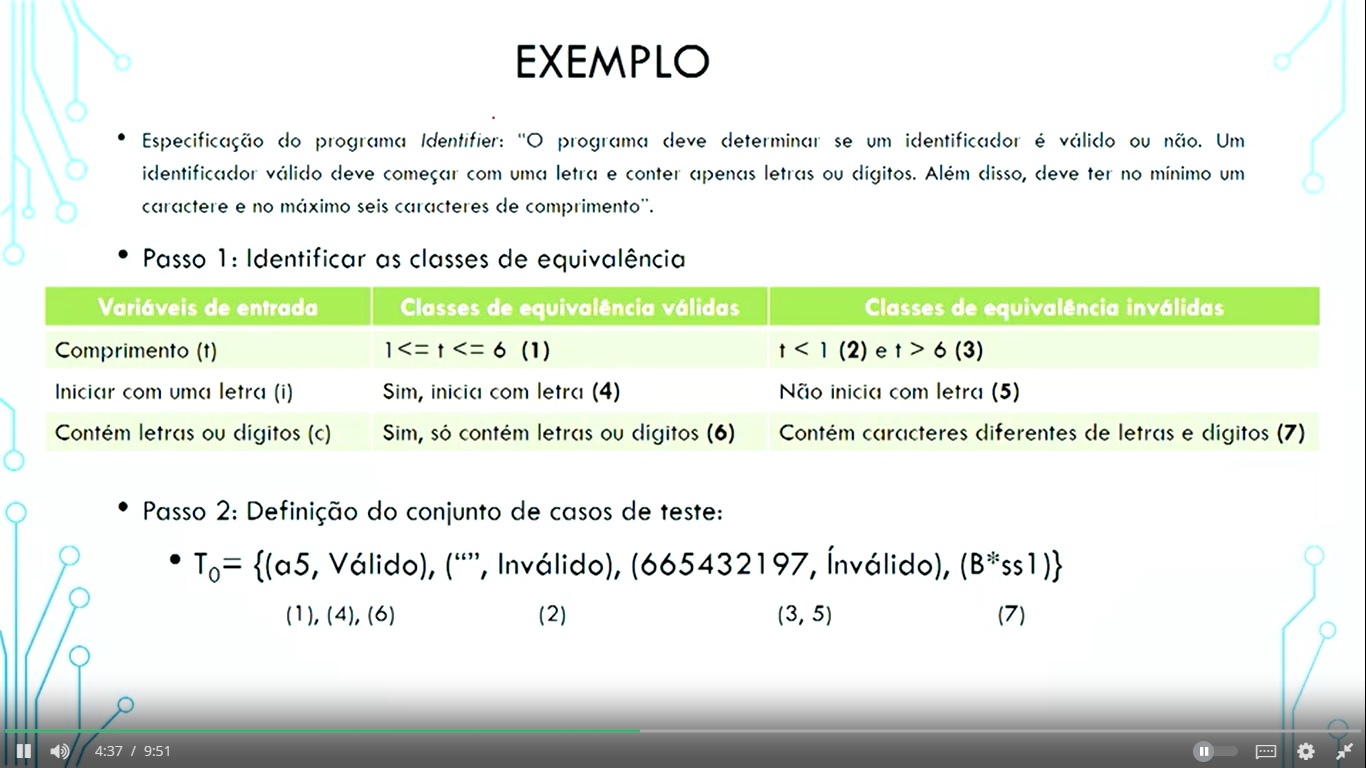 EXEMPLO
• Especificação do programa Identifier: "O programa deve determinar se um identificador é válido ou não. Um
identificador válido deve começar com uma letra e conter apenas letras ou dígitos. Além disso, deve ter no mínimo um
caractere e no máximo seis caracteres de comprimento".
• Passo 1: Identificar as classes de equivalência
Variáveis de entrada Classes de equivalência válidas Classes de equivalência inválidas
Comprimento (t) 1<= t <= 6 (1) t < 1 (2) e t > 6 (3)
Iniciar com uma letra (i) Sim, inicia com letra (4) Não inicia com letra (5)
Contém letras ou dígitos (c) Sim, só contém letras ou dígitos (6) Contém caracteres diferentes de letras e dígitos (7)
• Passo 2: Definição do conjunto de casos de teste:
• T0= {(a5, Válido), (“”, Inválido), (665432197, Ínválido), (B*ss1)}
(1), (4), (6) (2) (3, 5) (7)
4:37 / 9:51